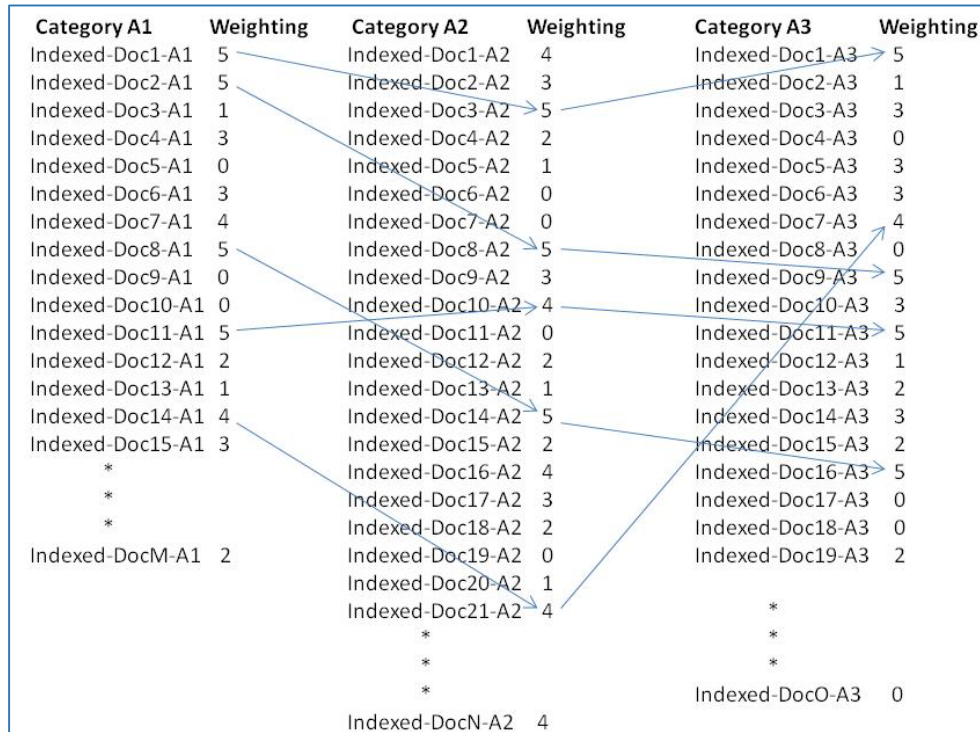 Category A1 Weighting Category A2 Weighting Category A3 Weighting
Indexed-Doc1-A1 5 Indexed-Doc1-A2 4 Indexed-Doc1-A3 5
Indexed-Doc2-A1 5 Indexed-Doc2-A2 3 Indexed-Doc2-A3 1
Indexed-Doc3-A1 1 Indexed-Doc3-A2 5 Indexed-Doc3-A3 3
Indexed-Doc4-A1 3 Indexed-Doc4-A2 2 Indexed-Doc4-A3 0
Indexed-Doc5-A1 0 Indexed-Doc5-A2 1 Indexed-Doc5-A3 3
Indexed-Doc6-A1 3 Indexed-Doc6-A2 0 Indexed-Doc6-A3 3
Indexed-Doc7-A1 4 Indexed-Doc7-A2 0 Indexed-Doc7-A3 4
Indexed-Doc8-A1 5 Indexed-Doc8-A2 5 Indexed-Doc8-A3 0
Indexed-Doc9-A1 0 Indexed-Doc9-A2 3 Indexed-Doc9-A3 5
Indexed-Doc10-A1 0 Indexed-Doc10-A2 4 Indexed-Doc10-A3 3
Indexed-Doc11-A1 5 Indexed-Doc11-A2 0 Indexed-Doc11-A3 5
Indexed-Doc12-A1 2 Indexed-Doc12-A2 2 Indexed-Doc12-A3 1
Indexed-Doc13-A1 1 Indexed-Doc13-A2 1 Indexed-Doc13-A3 2
Indexed-Doc14-A1 4 Indexed-Doc14-A2 5 Indexed-Doc14-A3 3
Indexed-Doc15-A1 3 Indexed-Doc15-A2 2 Indexed-Doc15-A3 2
* Indexed-Doc16-A2 4 Indexed-Doc16-A3 5
* Indexed-Doc17-A2 3 Indexed-Doc17-A3 0
* Indexed-Doc18-A2 2 Indexed-Doc18-A3 0
Indexed-DocM-A1 2 Indexed-Doc19-A2 0 Indexed-Doc19-A3 2
Indexed-Doc20-A2 1
Indexed-Doc21-A2 4 *
* *
* *
* Indexed-DocO-A3 0
Indexed-DocN-A2 4